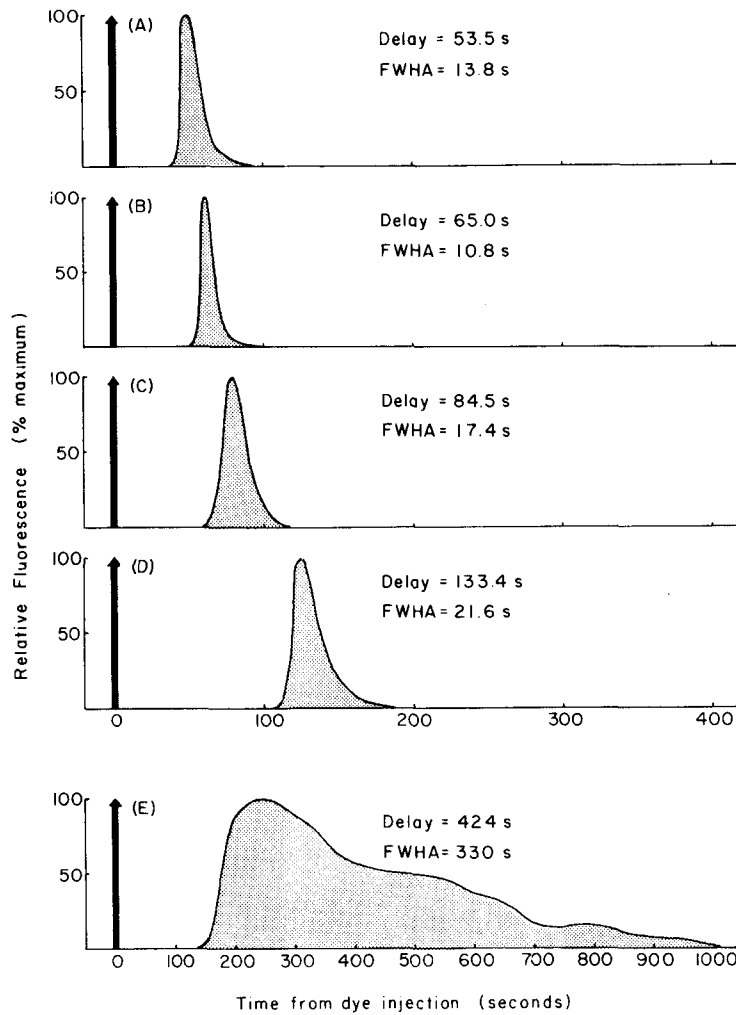 100
(A)
Delay = 53.5 s
FWHA = 13.8 s
50
100
(B)
Delay = 65.0 s
FWHA = 10.8 s
50
100
(C)
Delay = 84.5 s
FWHA = 17.4 s
50
100
(D)
Delay = 133.4 s
FWHA = 21.6 s
50
0 100 200 300 400
Relative Fluorescence (% maximum)
100
(E)
Delay = 424 s
FWHA = 330 s
50
0 100 200 300 400 500 600 700 800 900 1000
Time from dye injection (seconds)